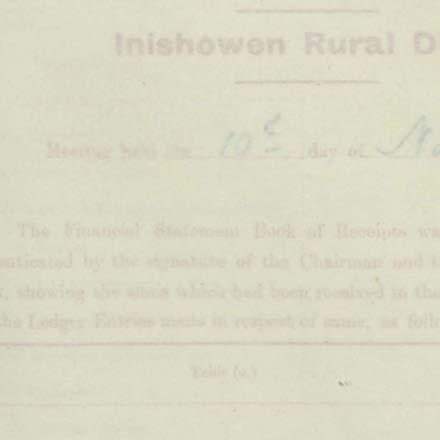 Inishowen Rural D
Meeting held on 10th day of No
The Financial Statement Book of Receipts wa
enticated by the signature of the Chairman and t
, showing the sums which had been received in the
the Ledger Entries made in respect of same, as follo
Table (a.)